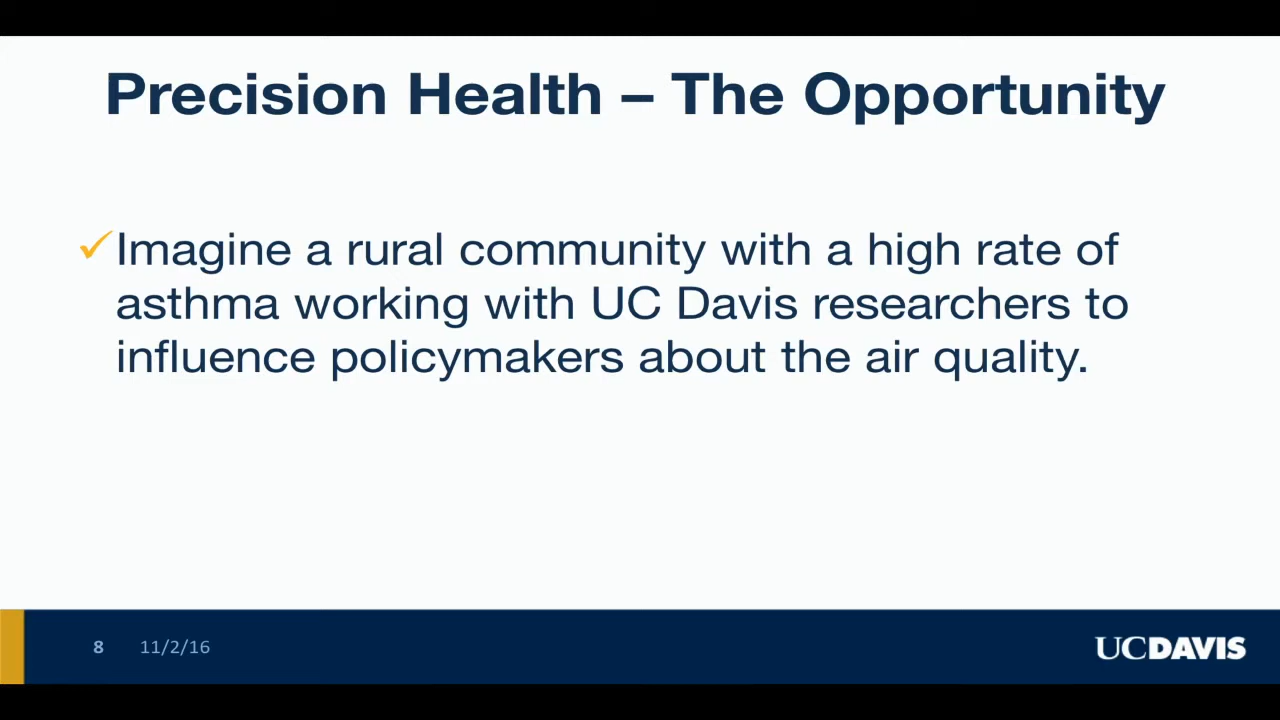 Precision Health – The Opportunity
✓Imagine a rural community with a high rate of
asthma working with UC Davis researchers to
influence policymakers about the air quality.
8 11/2/16
UCDAVIS